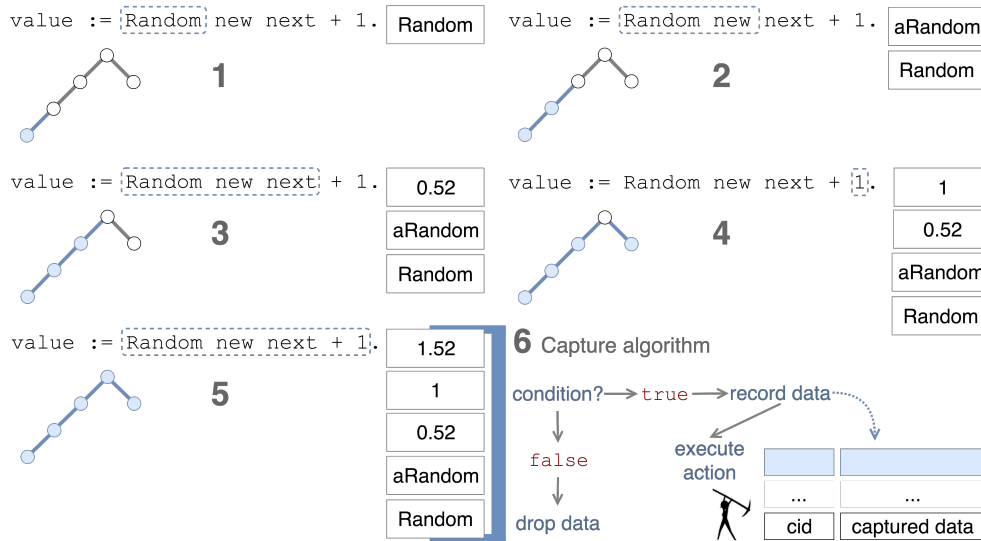 value := Random new next + 1.
Random
1
value := Random new next + 1.
aRandom
Random
2
value := Random new next + 1.
0.52
aRandom
Random
3
value := Random new next + 1.
1
0.52
aRandom
Random
4
value := Random new next + 1.
1.52
1
0.52
aRandom
Random
5
6 Capture algorithm
condition? true record data
false
drop data
execute
action
... ...
cid captured data